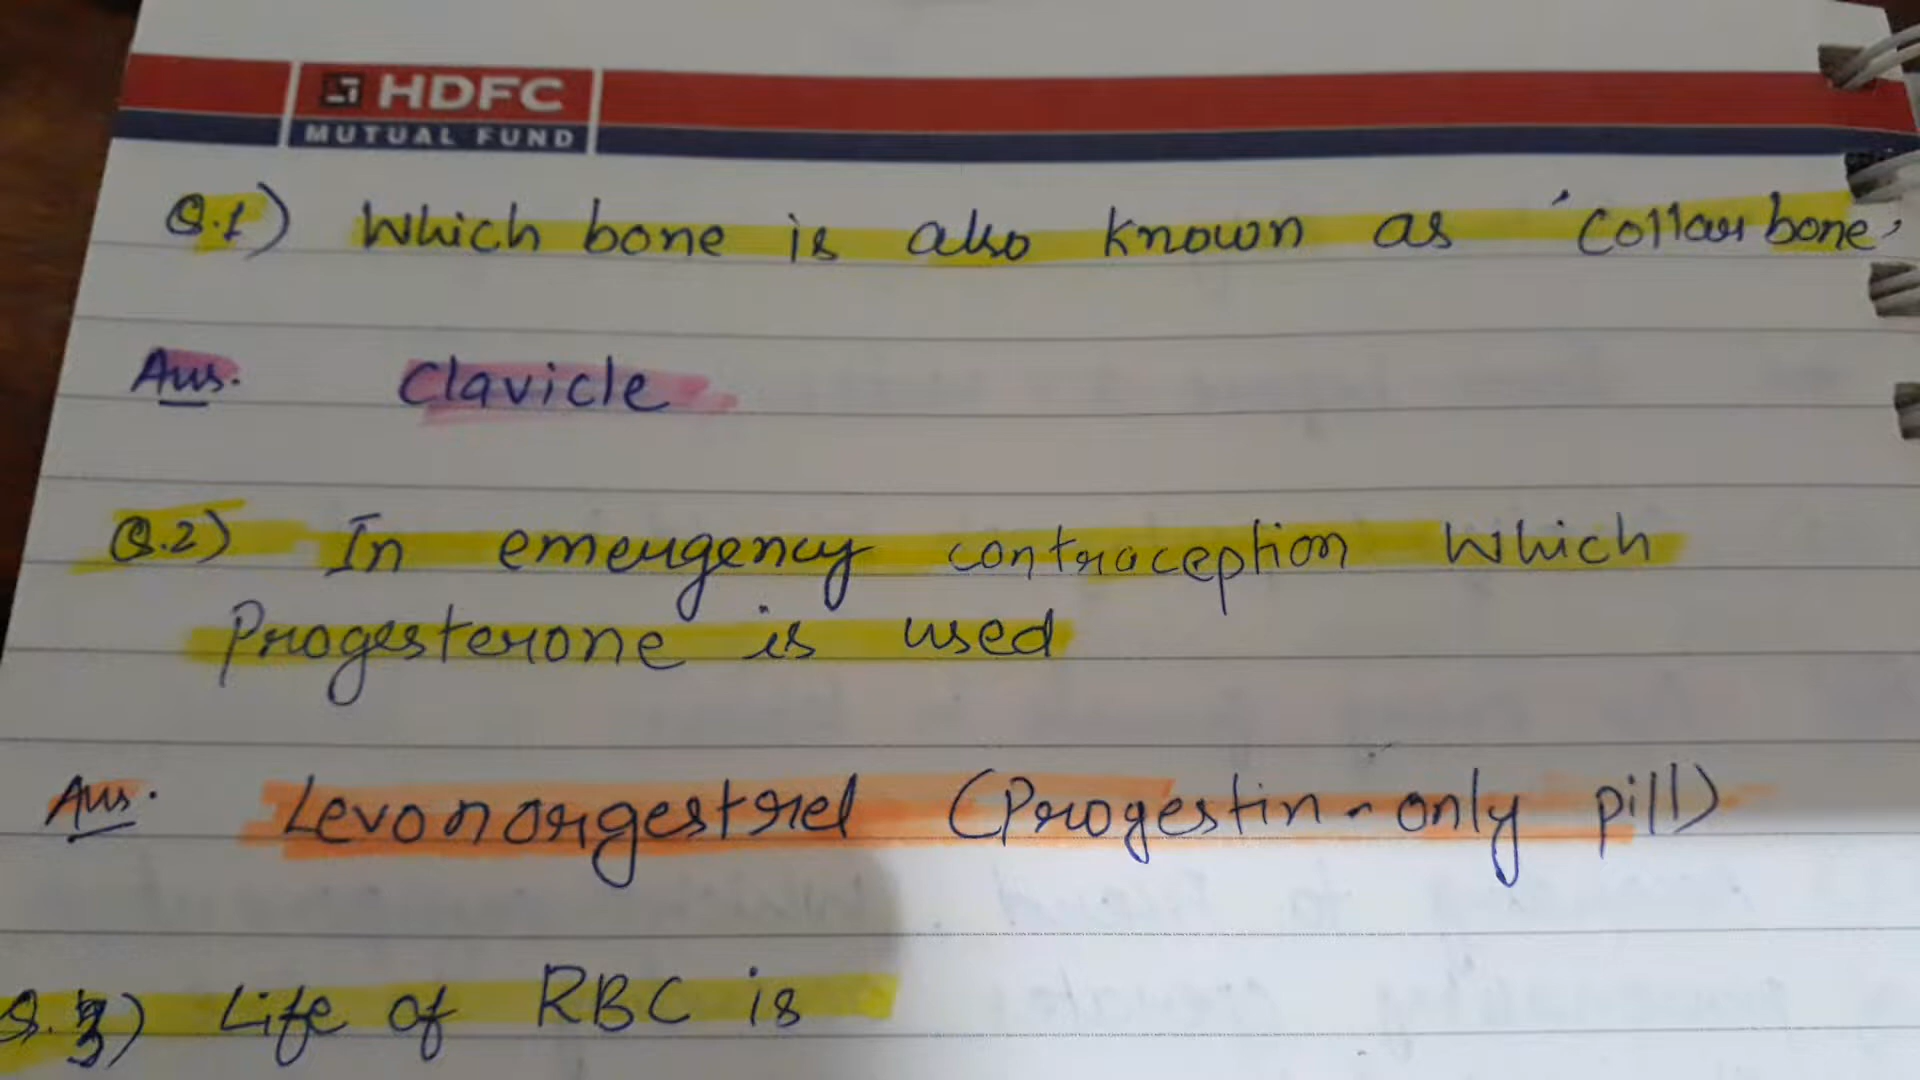 HDFC
MUTUAL FUND
Q.1) Which bone is also known as 'Collar bone'
Ans. Clavicle
Q.2) In emergency contraception which
Progesterone is used
Ans. Levonorgestrel (Progestin-only pill)
Q.3) Life of RBC is